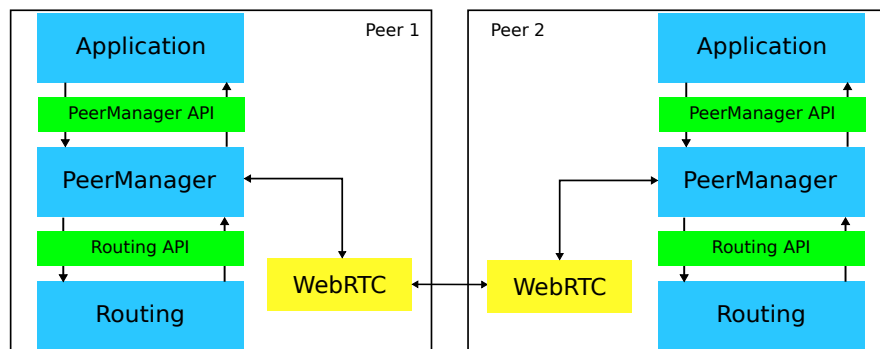 Peer 1
Application
PeerManager API
PeerManager
Routing API
WebRTC
Routing
Peer 2
Application
PeerManager API
PeerManager
Routing API
WebRTC
Routing